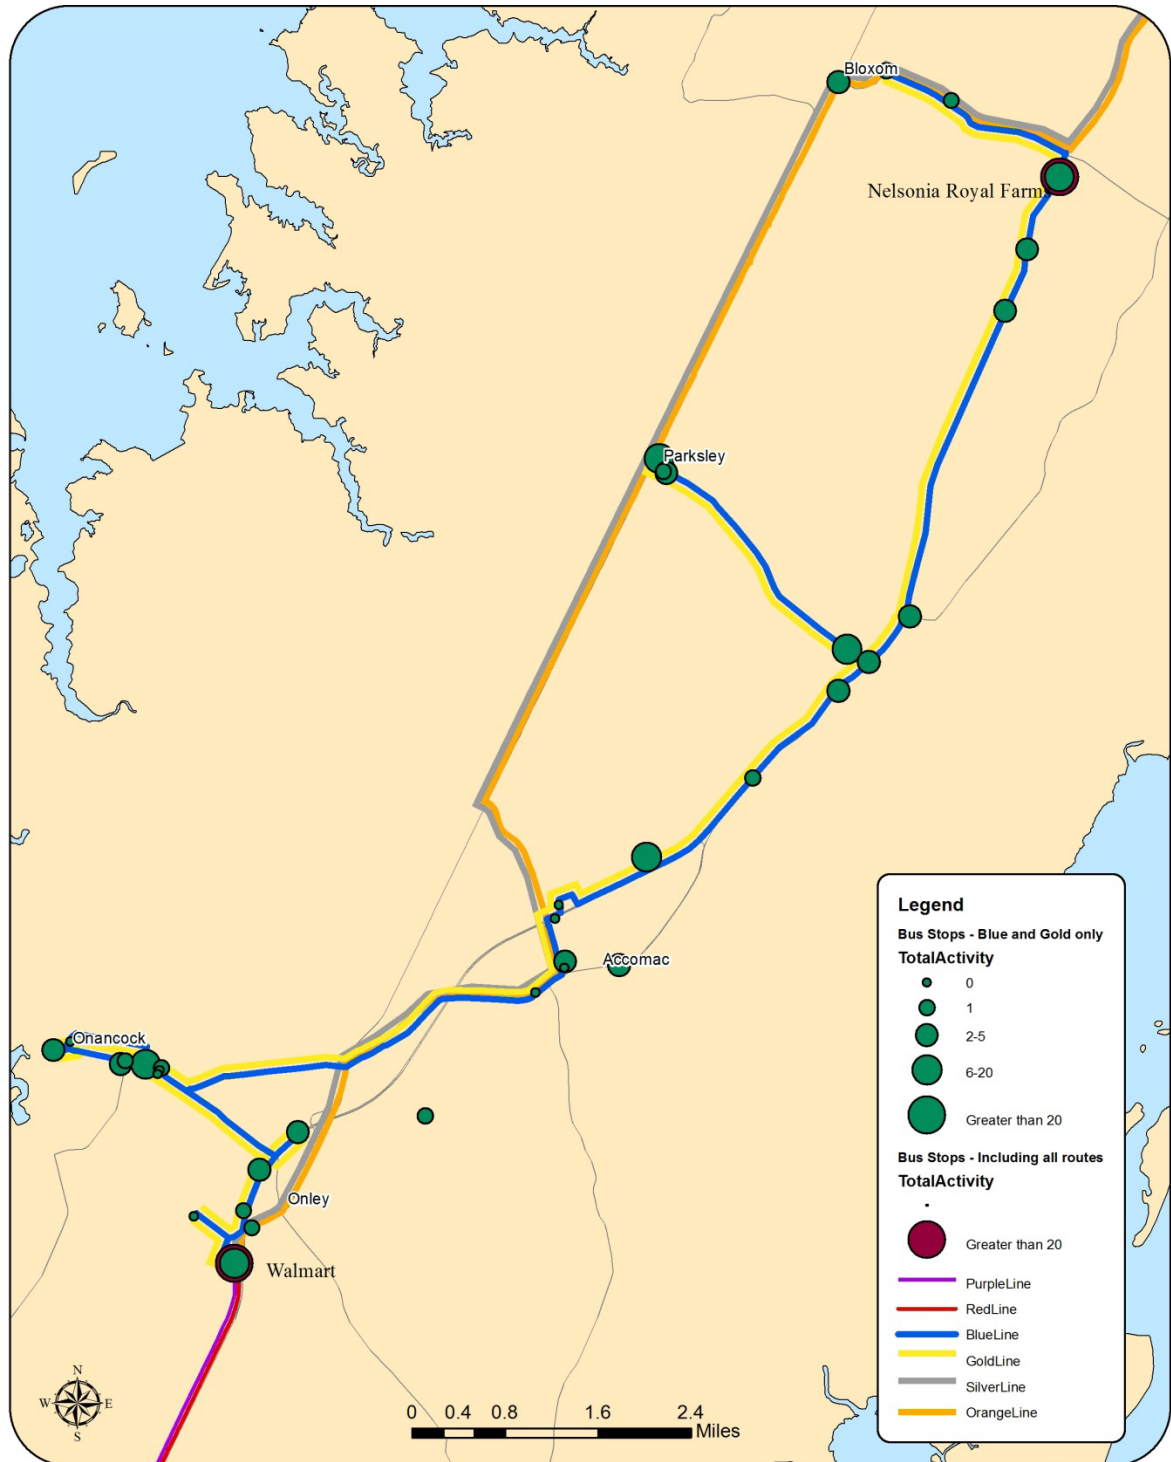 Bloxom
Nelsonia Royal Farms
Parksley
Accomac
Onancock
Onley
Walmart
N
W E
S
0 0.4 0.8 1.6 2.4
Miles
Legend
Bus Stops - Blue and Gold only
TotalActivity
0
1
2-5
6-20
Greater than 20
Bus Stops - Including all routes
TotalActivity
Greater than 20
PurpleLine
RedLine
BlueLine
GoldLine
SilverLine
OrangeLine